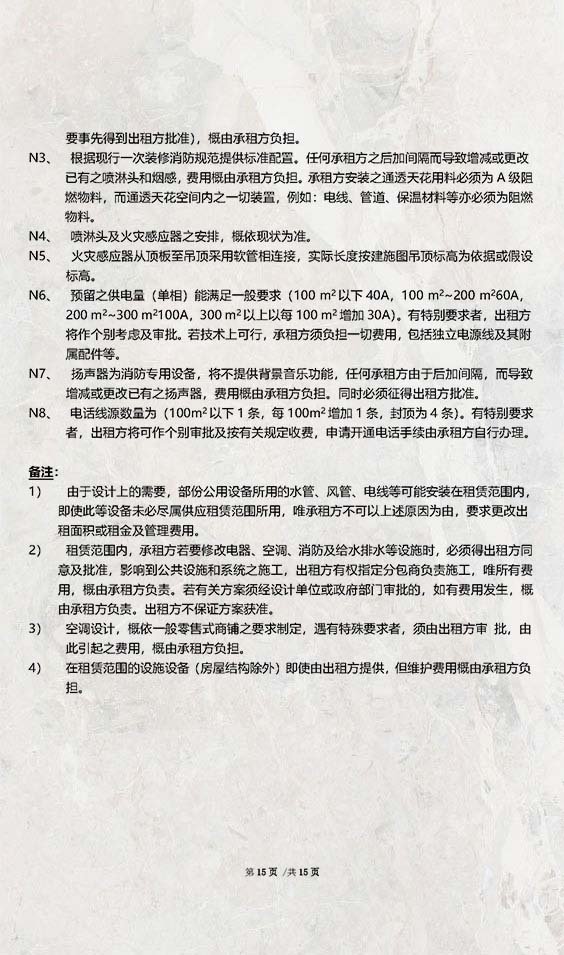 要事先得到出租方批准），概由承租方负担。
N3、 根据现行一次装修消防规范提供标准配置。任何承租方之后加间隔而导致增减或更改
已有之喷淋头和烟感，费用概由承租方负担。承租方安装之通透天花用料必须为 A 级阻
燃物料，而通透天花空间内之一切装置，例如：电线、管道、保温材料等亦必须为阻燃
物料。
N4、 喷淋头及火灾感应器之安排，概依现状为准。
N5、 火灾感应器从顶板至吊顶采用软管相连接，实际长度按建施图吊顶标高为依据或假设
标高。
N6、 预留之供电量（单相）能满足一般要求（100 m²以下 40A，100 m²~200 m²60A，
200 m²~300 m²100A，300 m²以上以每 100 m²增加 30A）。有特别要求者，出租方
将作个别考虑及审批。若技术上可行，承租方须负担一切费用，包括独立电源线及其附
属配件等。
N7、 扬声器为消防专用设备，将不提供背景音乐功能，任何承租方由于后加间隔，而导致
增减或更改已有之扬声器，费用概由承租方负担。同时必须征得出租方批准。
N8、 电话线源数量为（100m²以下 1 条，每 100m²增加 1 条，封顶为 4 条）。有特别要求
者，出租方将可作个别审批及按有关规定收费，申请开通电话手续由承租方自行办理。
备注：
1） 由于设计上的需要，部份公用设备所用的水管、风管、电线等可能安装在租赁范围内，
即使此等设备未必尽属供应租赁范围所用，唯承租方不可以上述原因为由，要求更改出
租面积或租金及管理费用。
2） 租赁范围内，承租方若要修改电器、空调、消防及给水排水等设施时，必须得出租方同
意及批准，影响到公共设施和系统之施工，出租方有权指定分包商负责施工，唯所有费
用，概由承租方负责。若有关方案须经设计单位或政府部门审批的，如有费用发生，概
由承租方负责。出租方不保证方案获准。
3） 空调设计，概依一般零售式商铺之要求制定，遇有特殊要求者，须由出租方审 批，由
此引起之费用，概由承租方负担。
4） 在租赁范围的设施设备（房屋结构除外）即使由出租方提供，但维护费用概由承租方负
担。
第 15 页 /共 15 页